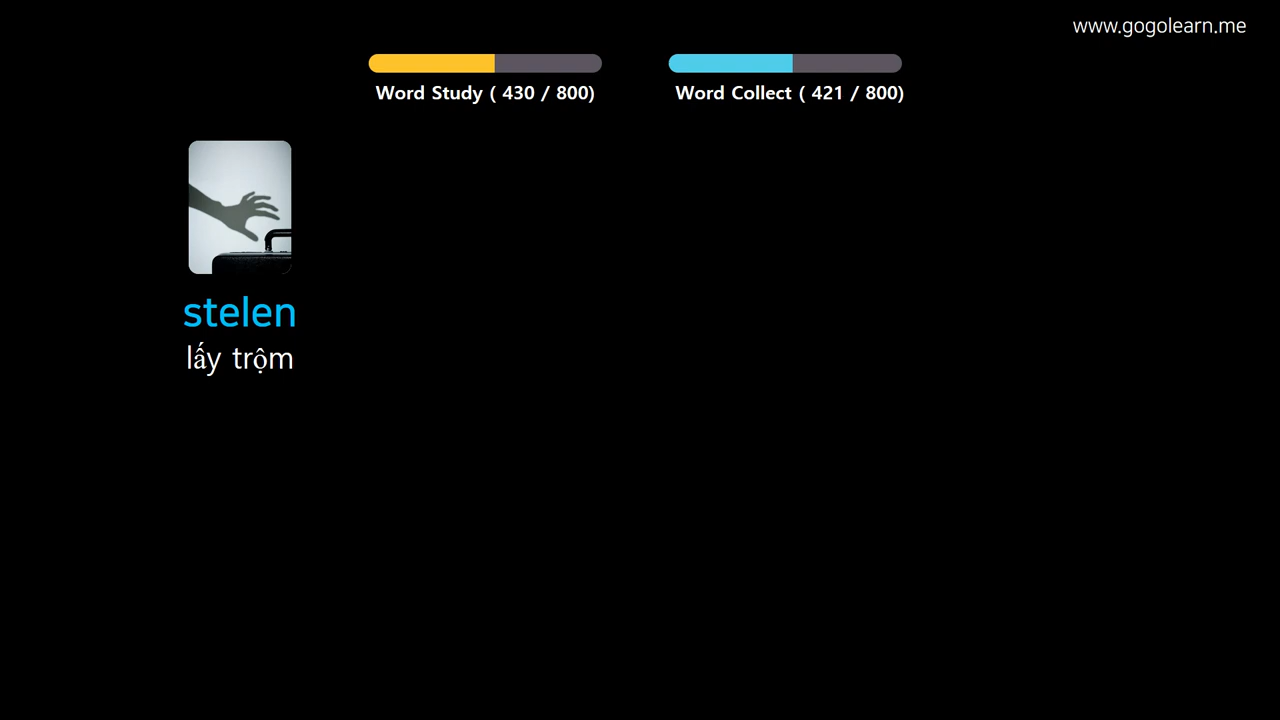 www.gogolearn.me
Word Study ( 430 / 800)
Word Collect ( 421 / 800)
stelen
lấy trộm